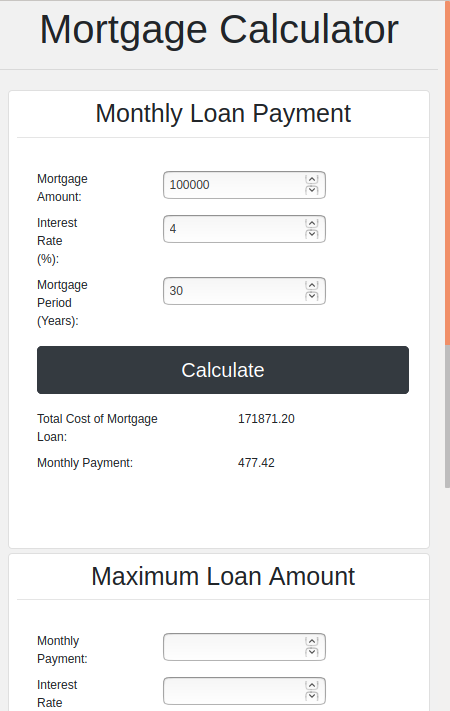 Mortgage Calculator
Monthly Loan Payment
Mortgage
Amount:
100000
Interest
Rate
(%):
4
Mortgage
Period
(Years):
30
Calculate
Total Cost of Mortgage
Loan:
171871.20
Monthly Payment:
477.42
Maximum Loan Amount
Monthly
Payment:
Interest
Rate